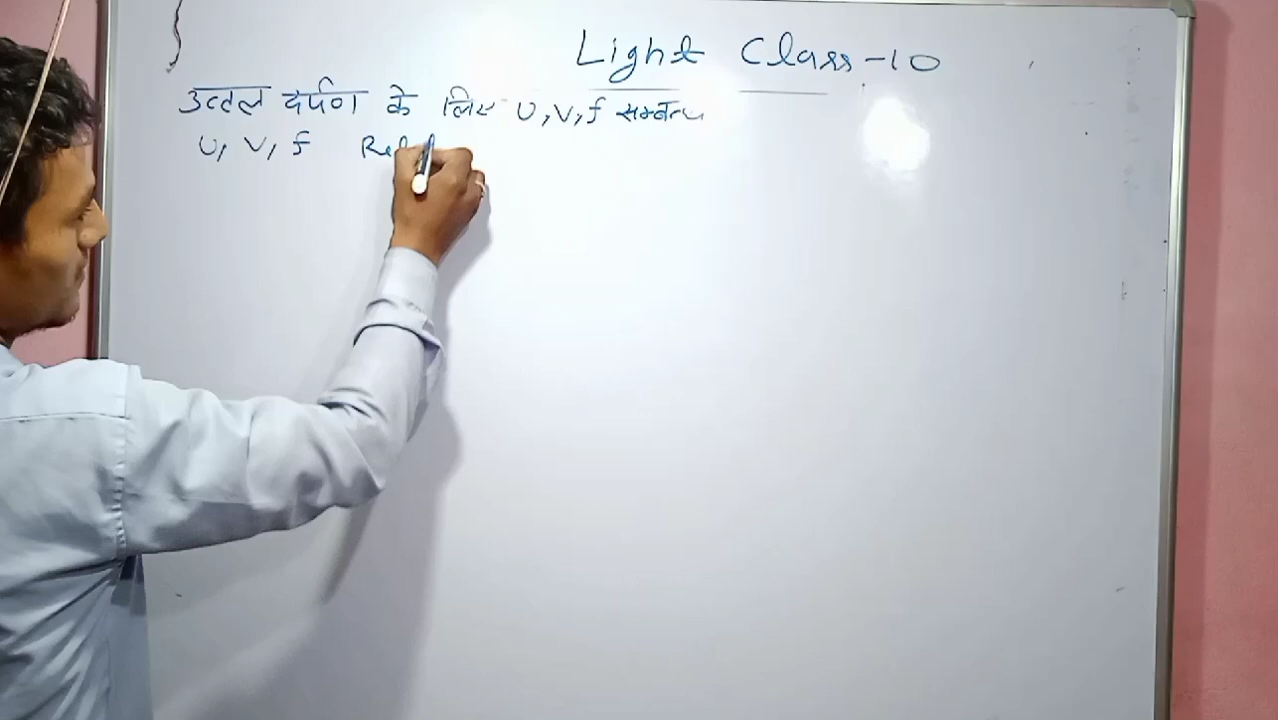 Light Class-10
उत्तल दर्पण के लिए U,V,f सम्बन्ध
U, V, f